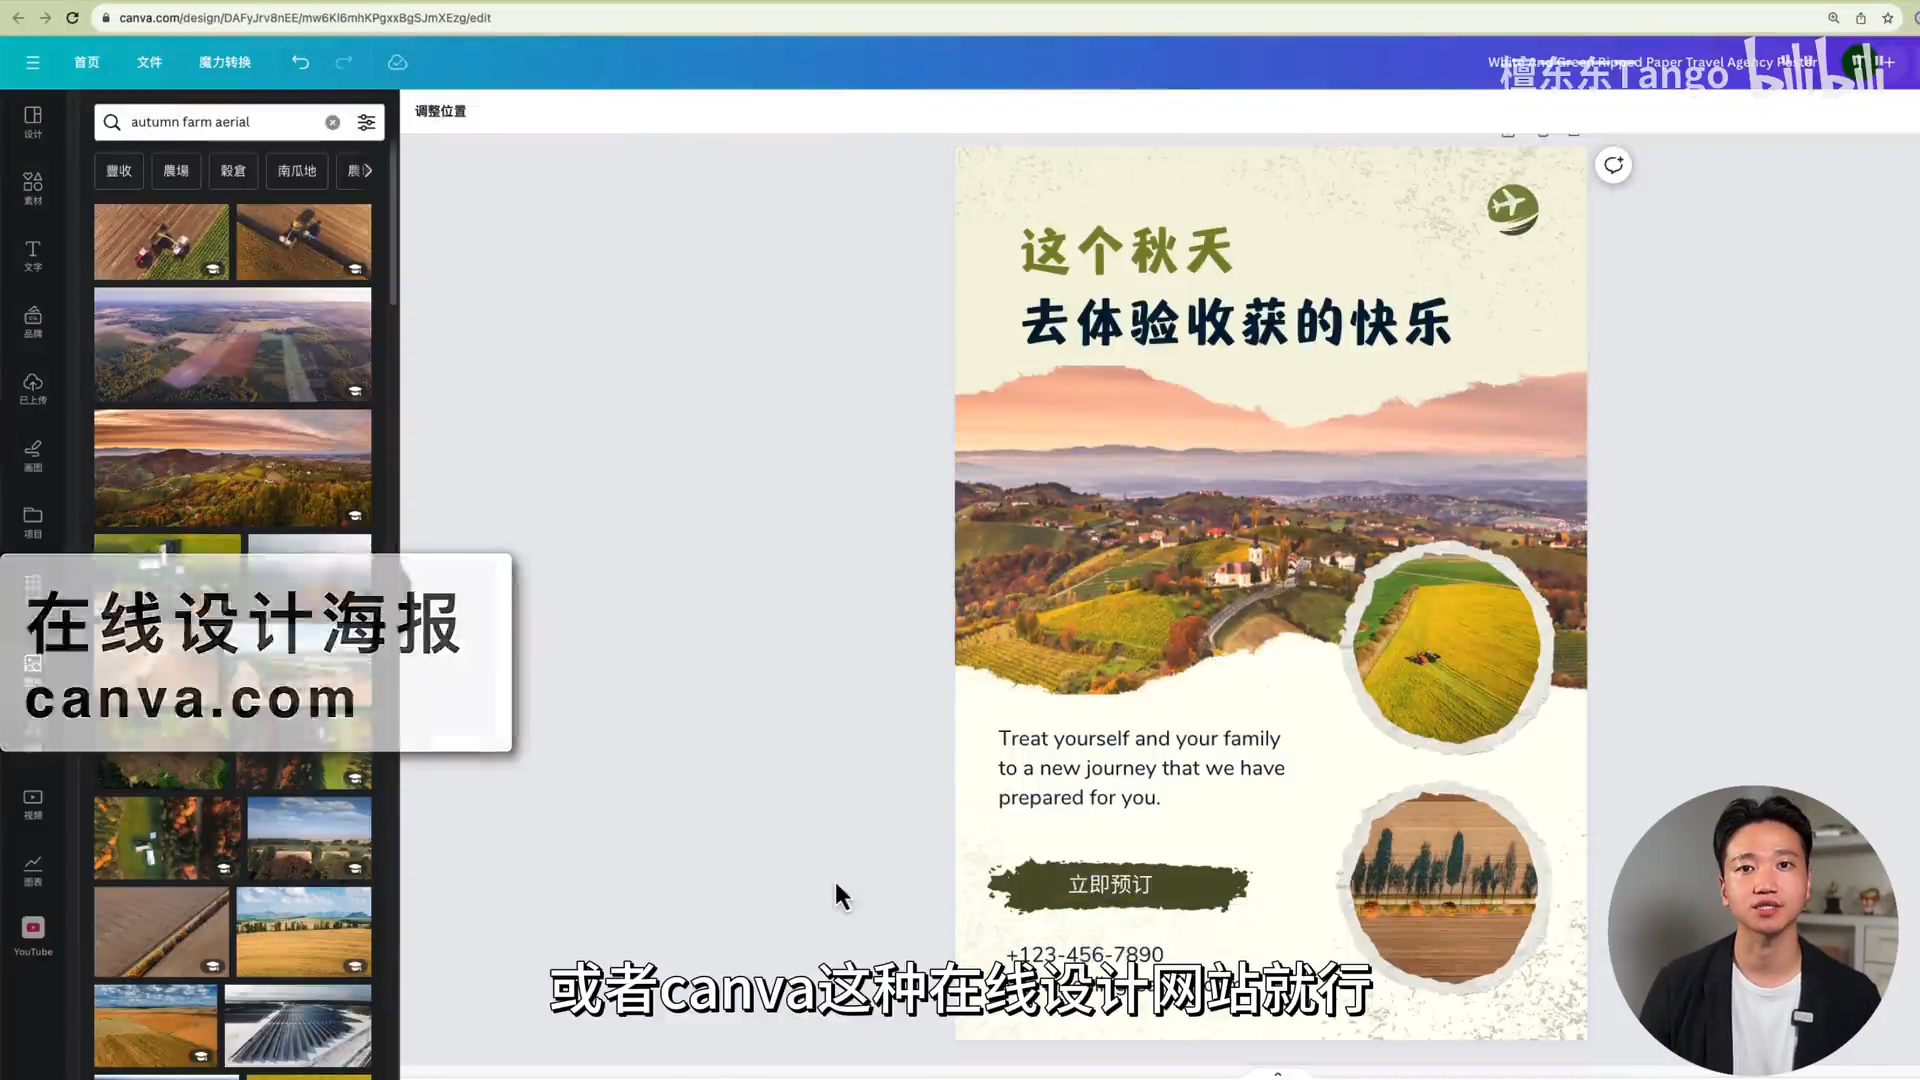 canva.com/design/DAFyJrv8nEE/mw6Kl6mhKPgxxBgSJmXEzg/edit
首页 文件 魔力转换
White And Green Ripped Paper Travel Agency Poster
檀东东Tango bilibili
设计
素材
文字
品牌
已上传
画图
项目
视频
图表
YouTube
autumn farm aerial
豐收 農場 穀倉 南瓜地
调整位置
这个秋天
去体验收获的快乐
在线设计海报
canva.com
Treat yourself and your family
to a new journey that we have
prepared for you.
立即预订
+123-456-7890
或者canva这种在线设计网站就行